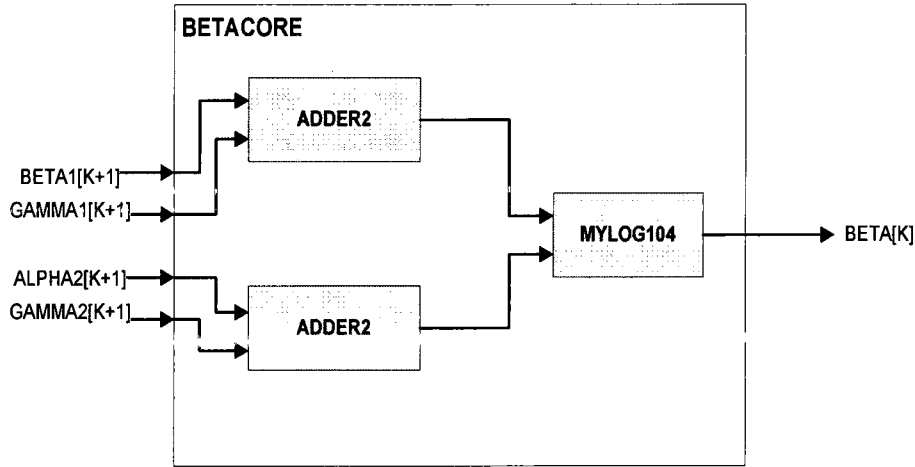 BETACORE
ADDER2
BETA1[K+1]
GAMMA1[K+1]
MYLOG104
BETA[K]
ALPHA2[K+1]
GAMMA2[K+1]
ADDER2